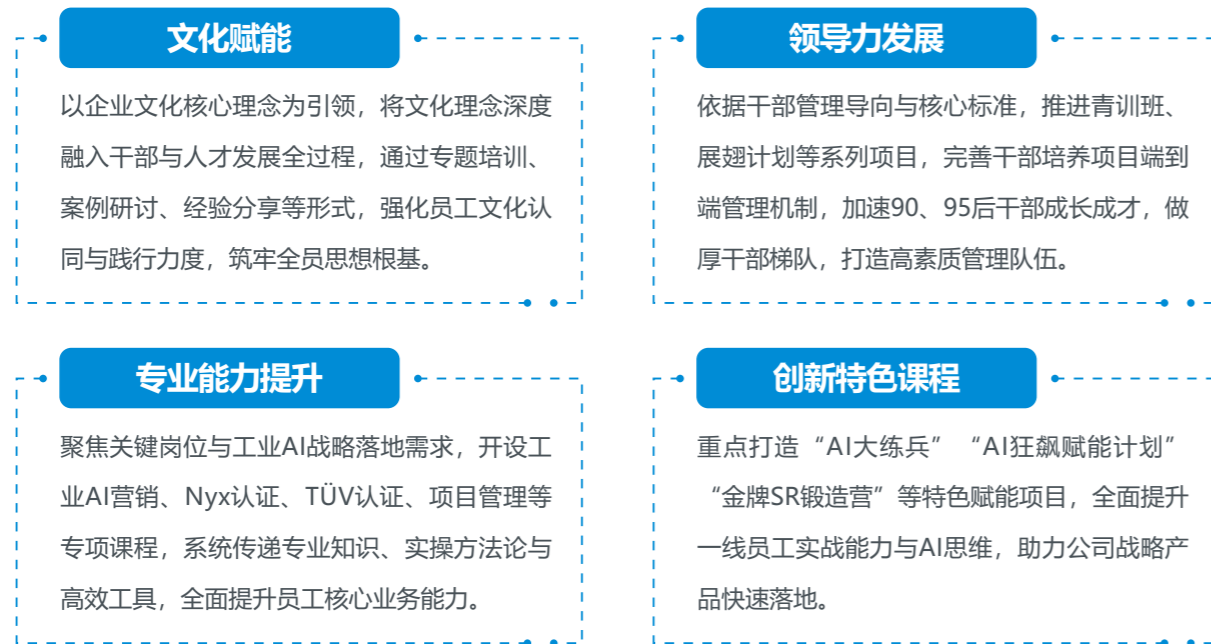 文化赋能
以企业文化核心理念为引领，将文化理念深度
融入干部与人才发展全过程，通过专题培训、
案例研讨、经验分享等形式，强化员工文化认
同与践行力度，筑牢全员思想根基。
领导力发展
依据干部管理导向与核心标准，推进青训班、
展翅计划等系列项目，完善干部培养项目端到
端管理机制，加速90、95后干部成长成才，做
厚干部梯队，打造高素质管理队伍。
专业能力提升
聚焦关键岗位与工业AI战略落地需求，开设工
业AI营销、Nyx认证、TÜV认证、项目管理等
专项课程，系统传递专业知识、实操方法论与
高效工具，全面提升员工核心业务能力。
创新特色课程
重点打造“AI大练兵”“AI狂飙赋能计划”
“金牌SR锻造营”等特色赋能项目，全面提升
一线员工实战能力与AI思维，助力公司战略产
品快速落地。